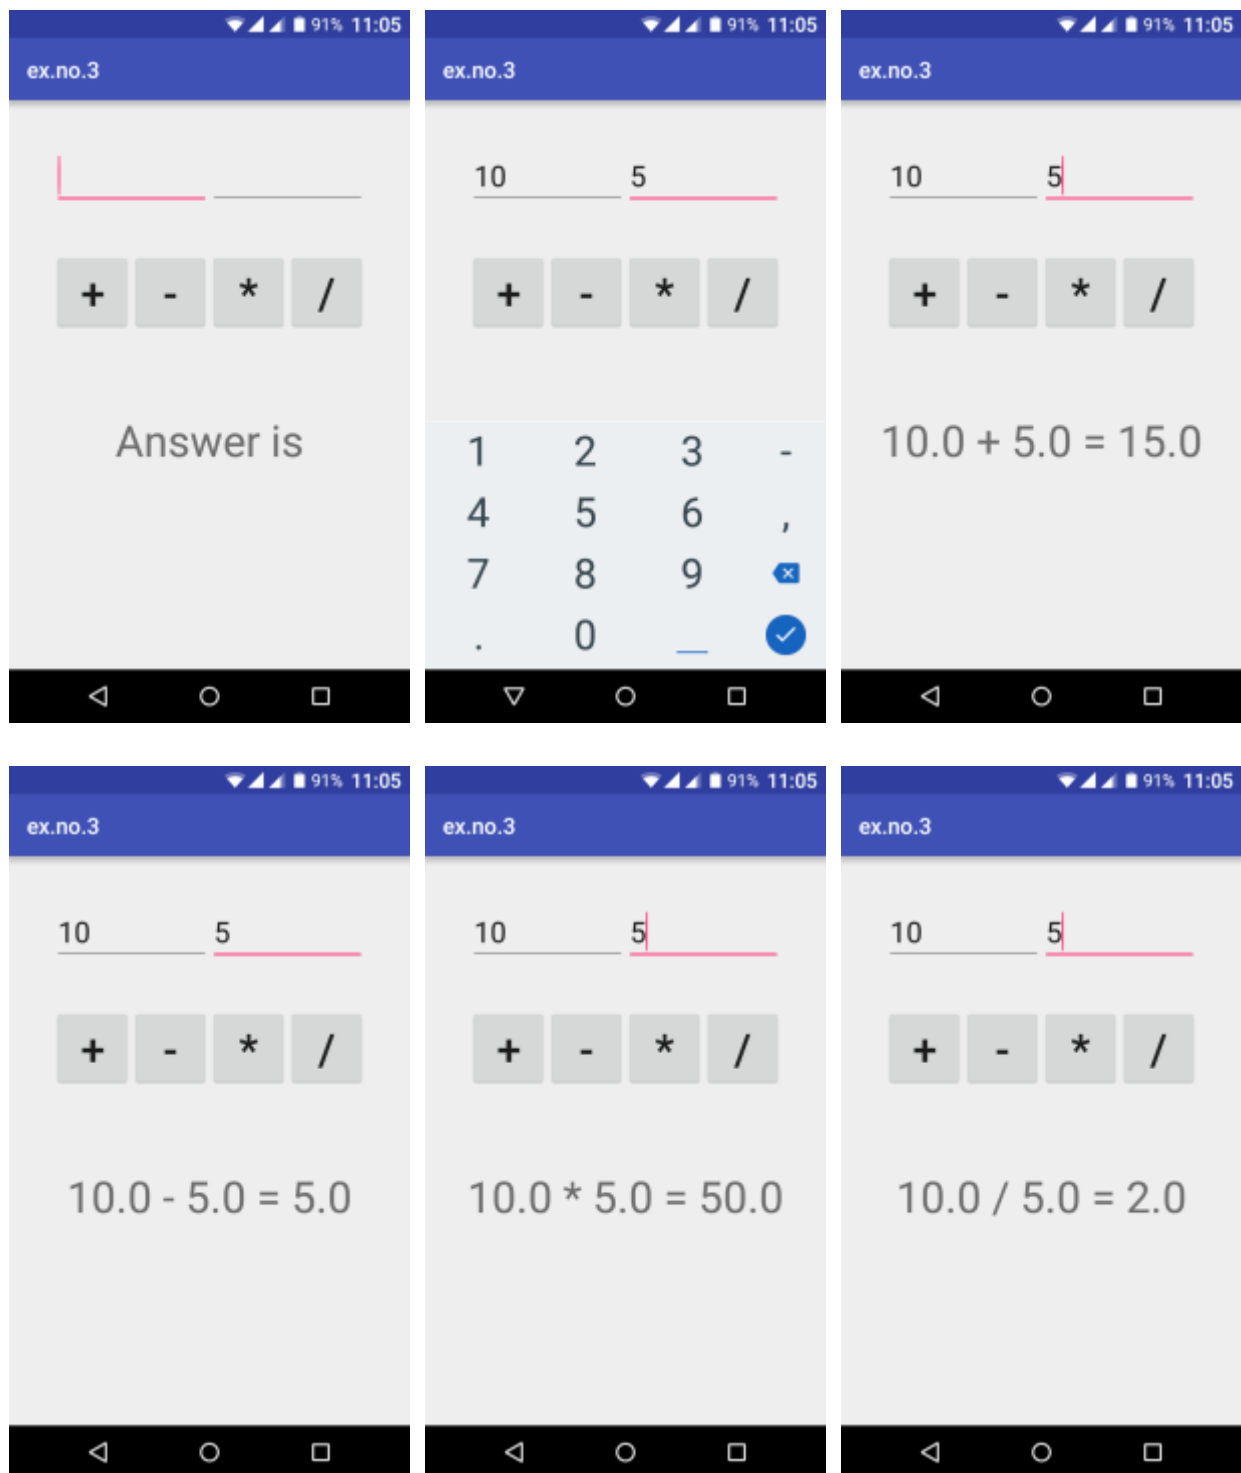 91% 11:05
ex.no.3
+ - * /
Answer is
91% 11:05
ex.no.3
10 5
+ - * /
1 2 3 -
4 5 6 ,
7 8 9
. 0 _
91% 11:05
ex.no.3
10 5
+ - * /
10.0 + 5.0 = 15.0
91% 11:05
ex.no.3
10 5
+ - * /
10.0 - 5.0 = 5.0
91% 11:05
ex.no.3
10 5
+ - * /
10.0 * 5.0 = 50.0
91% 11:05
ex.no.3
10 5
+ - * /
10.0 / 5.0 = 2.0